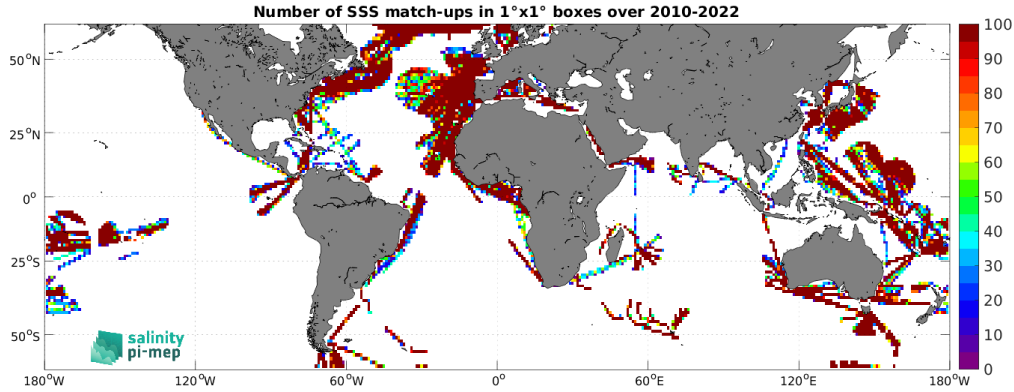 Number of SSS match-ups in 1°x1° boxes over 2010-2022
50°N
25°N
0°
25°S
50°S
180°W
120°W
60°W
0°
60°E
120°E
180°W
100
90
80
70
60
50
40
30
20
10
0
salinity
pi-mep